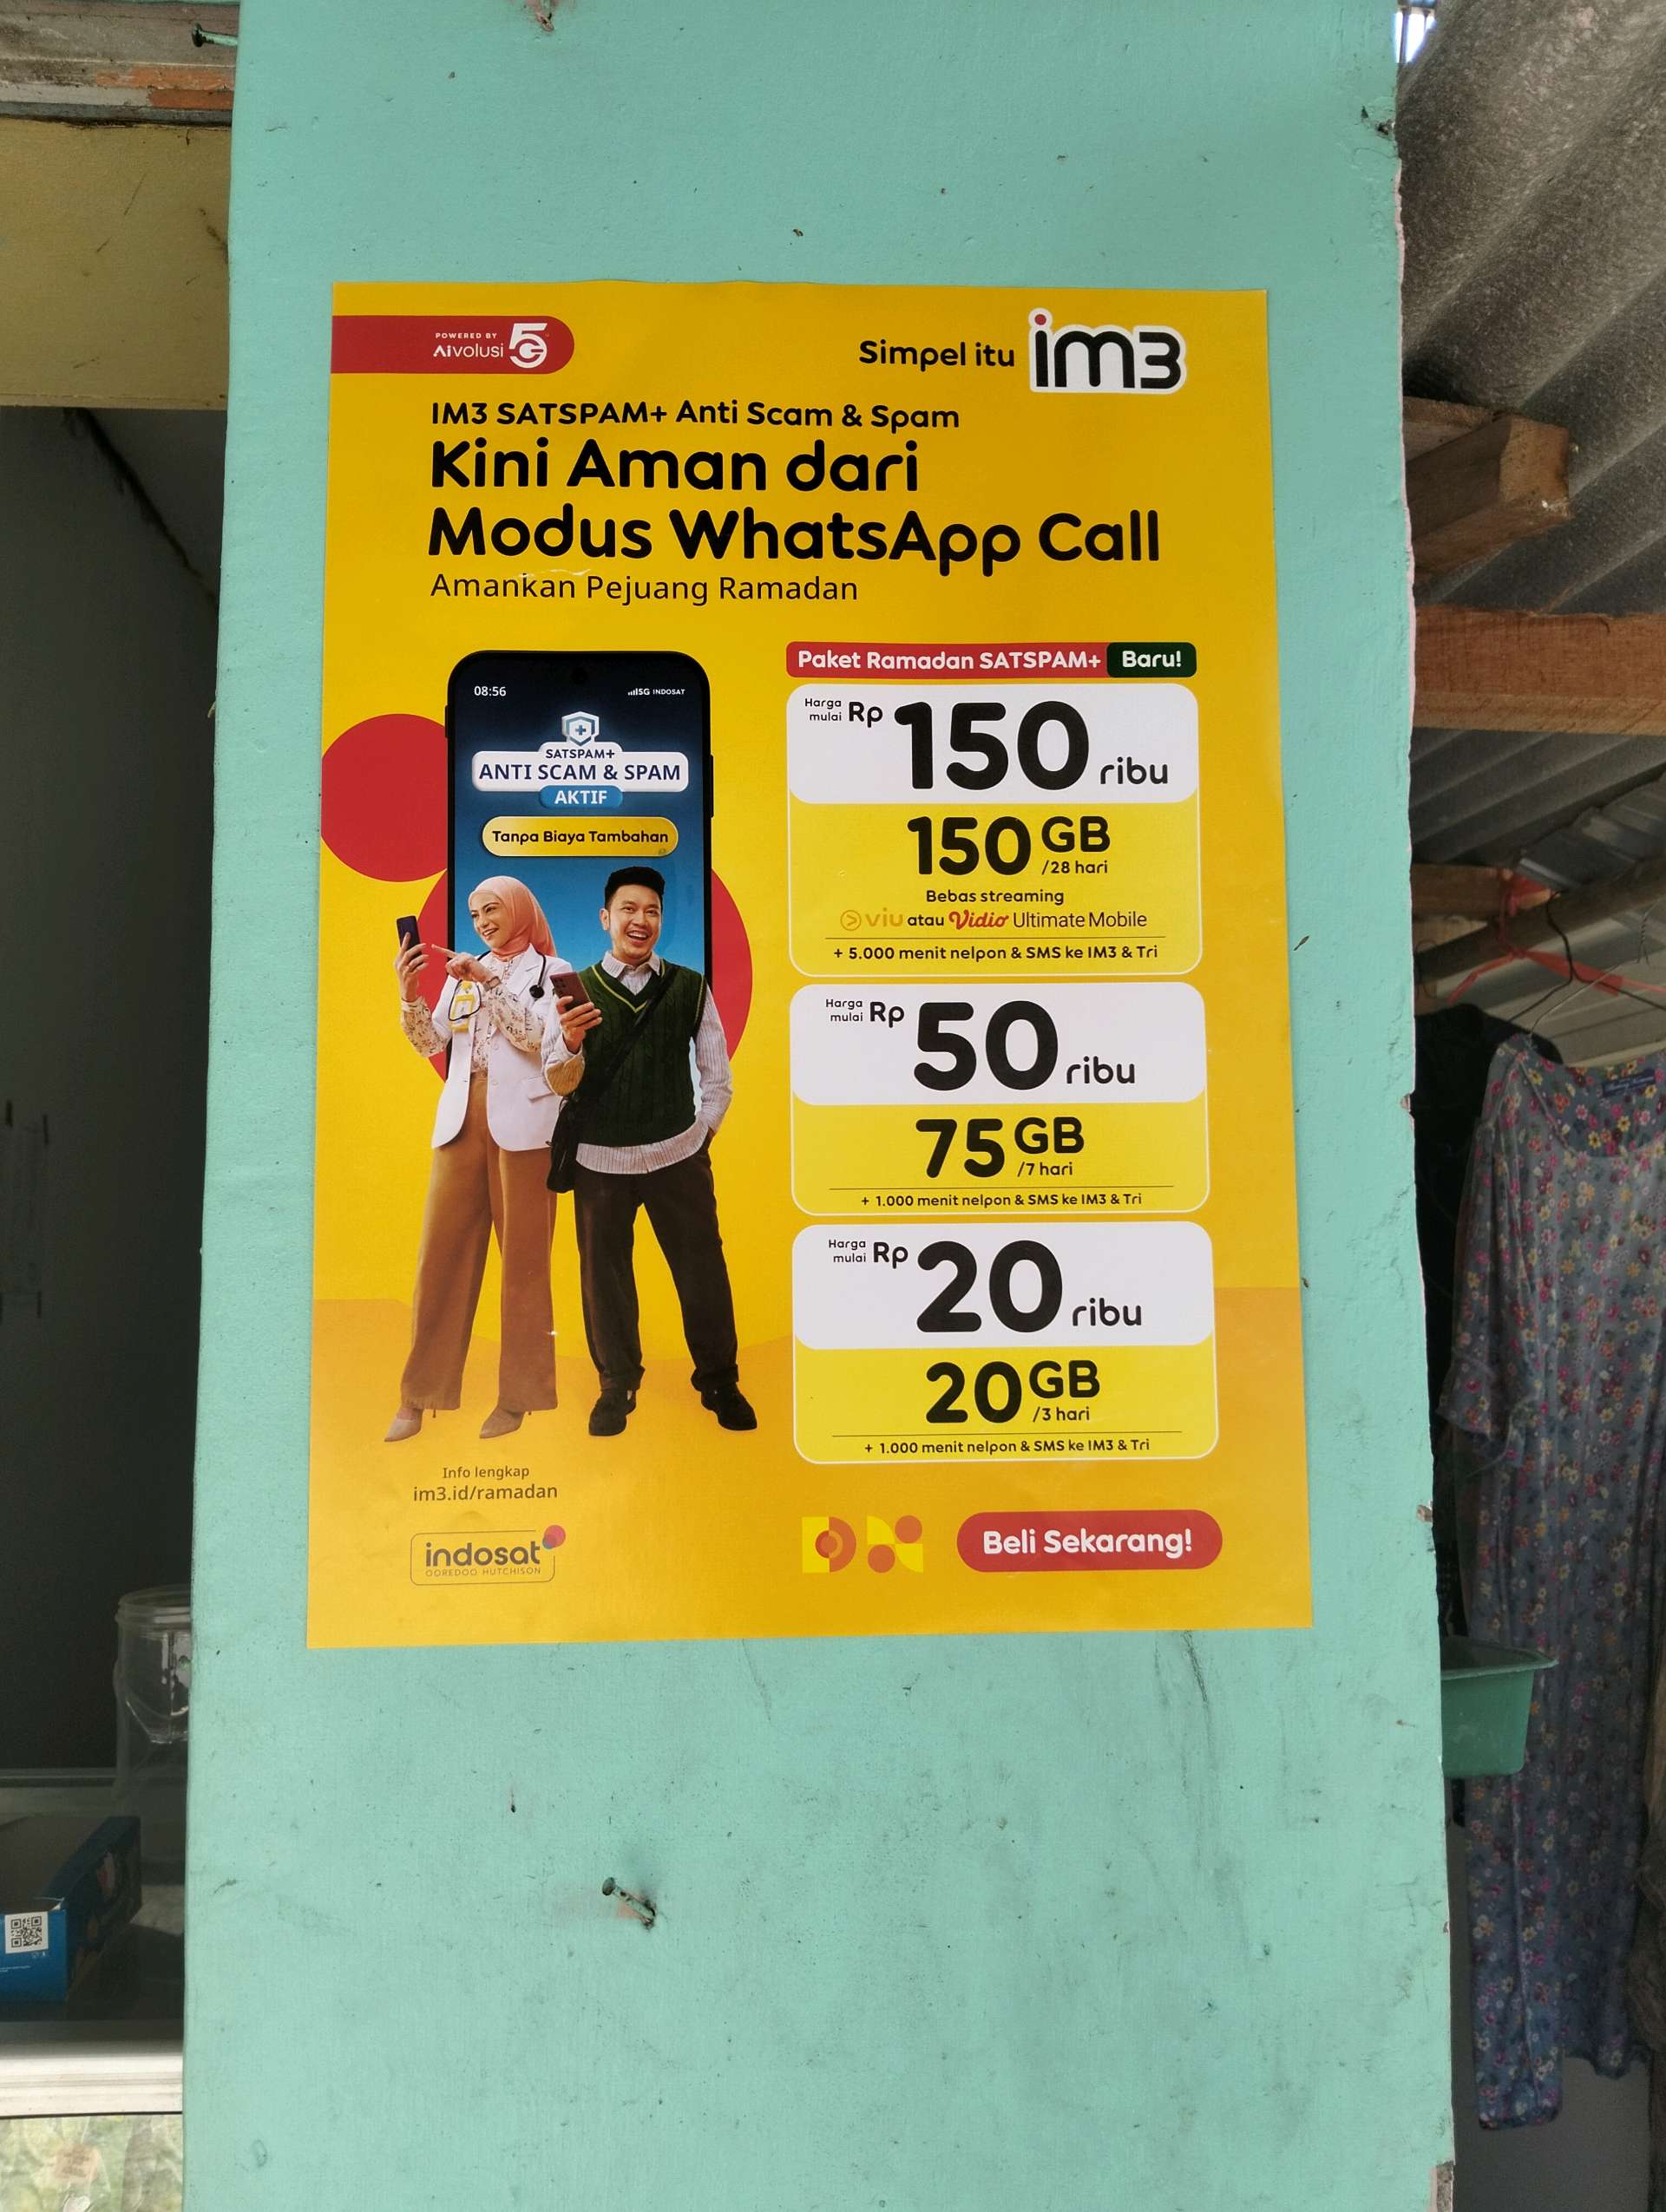 POWERED BY
Aivolusi 5G
Simpel itu im3
IM3 SATSPAM+ Anti Scam & Spam
Kini Aman dari
Modus WhatsApp Call
Amankan Pejuang Ramadan
08:56
5G INDOSAT
SATSPAM+
ANTI SCAM & SPAM
AKTIF
Tanpa Biaya Tambahan
Paket Ramadan SATSPAM+ Baru!
Harga mulai Rp 150 ribu
150 GB
/28 hari
Bebas streaming
viu atau Vidio Ultimate Mobile
+ 5.000 menit nelpon & SMS ke IM3 & Tri
Harga mulai Rp 50 ribu
75 GB
/7 hari
+ 1.000 menit nelpon & SMS ke IM3 & Tri
Harga mulai Rp 20 ribu
20 GB
/3 hari
+ 1.000 menit nelpon & SMS ke IM3 & Tri
Info lengkap
im3.id/ramadan
indosat
OOREDOO HUTCHISON
Beli Sekarang!